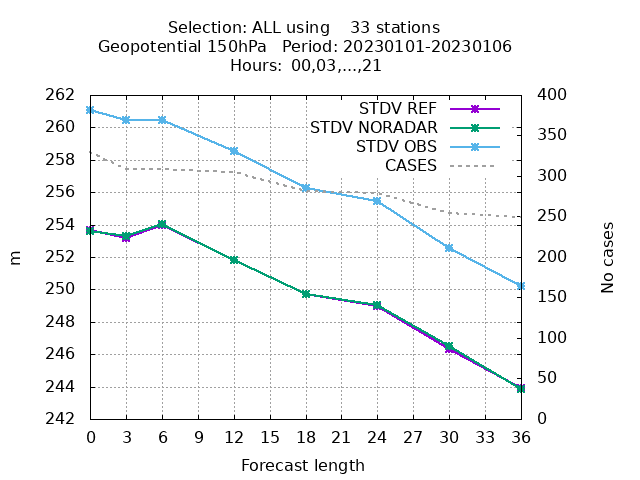 Selection: ALL using    33 stations
Geopotential 150hPa   Period: 20230101-20230106
Hours: 00,03,...,21
STDV REF
STDV NORADAR
STDV OBS
CASES
262
260
258
256
254
252
250
248
246
244
242
m
400
350
300
250
200
150
100
50
0
No cases
0 3 6 9 12 15 18 21 24 27 30 33 36
Forecast length